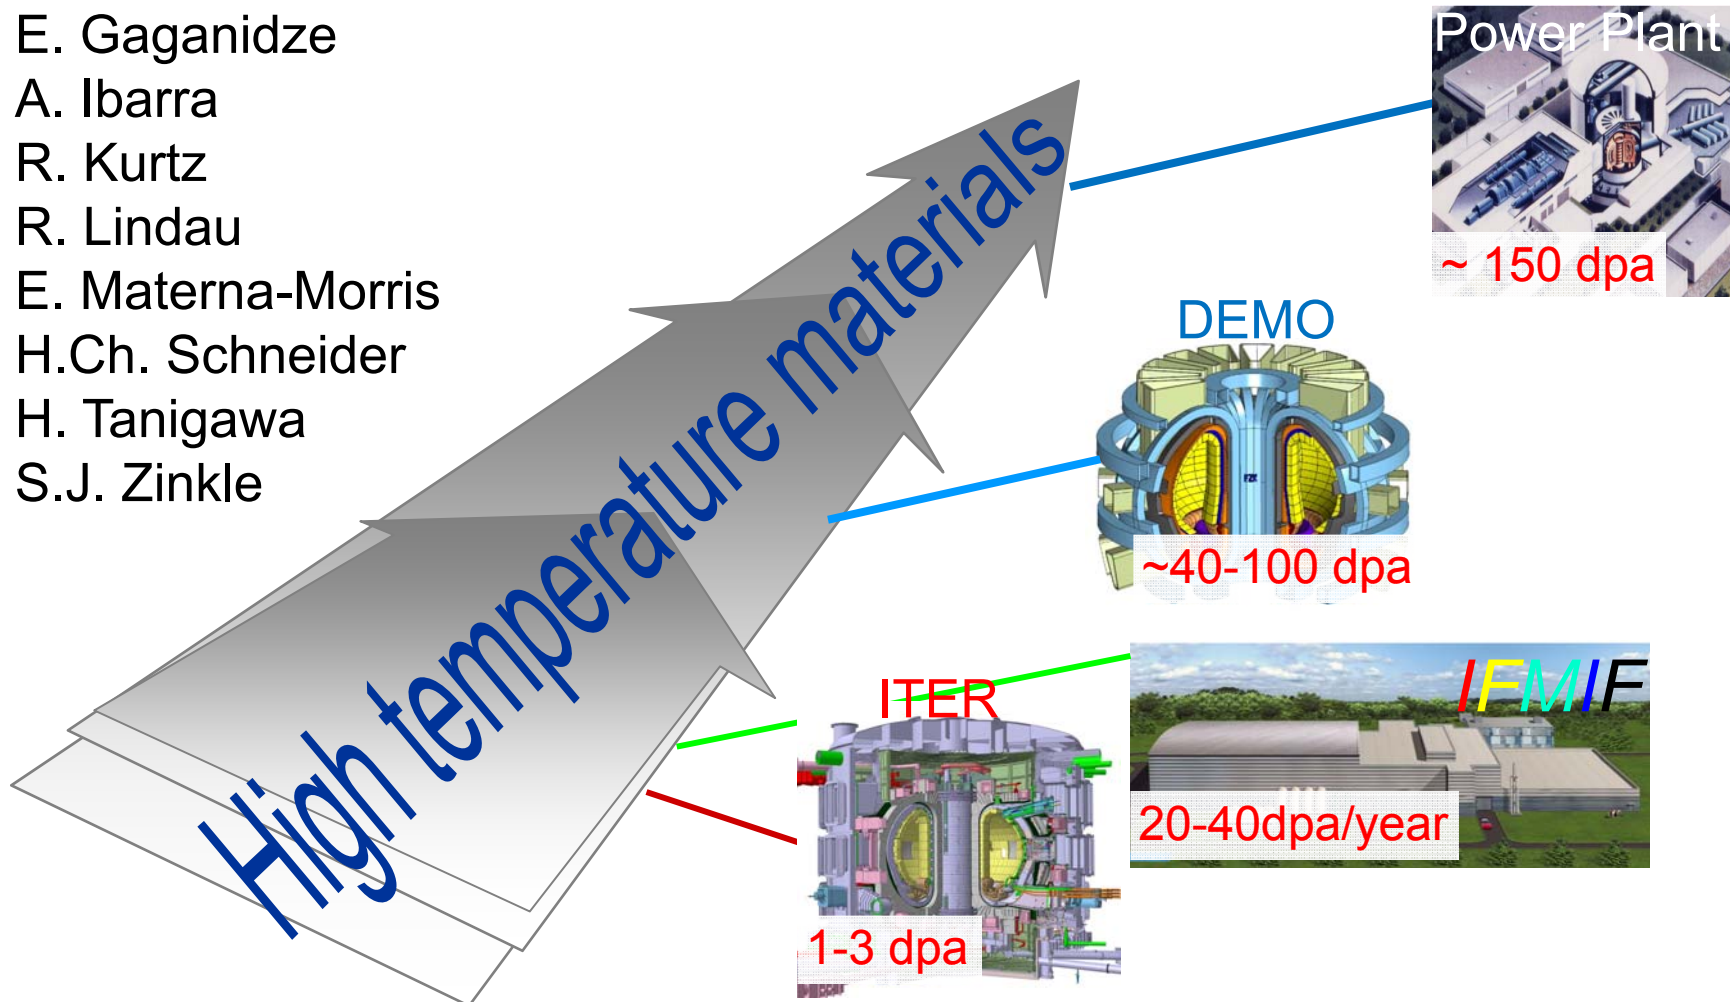 E. Gaganidze
A. Ibarra
R. Kurtz
R. Lindau
E. Materna-Morris
H.Ch. Schneider
H. Tanigawa
S.J. Zinkle
High temperature materials
Power Plant
~ 150 dpa
DEMO
FZK
~40-100 dpa
IFMIF
20-40dpa/year
ITER
1-3 dpa